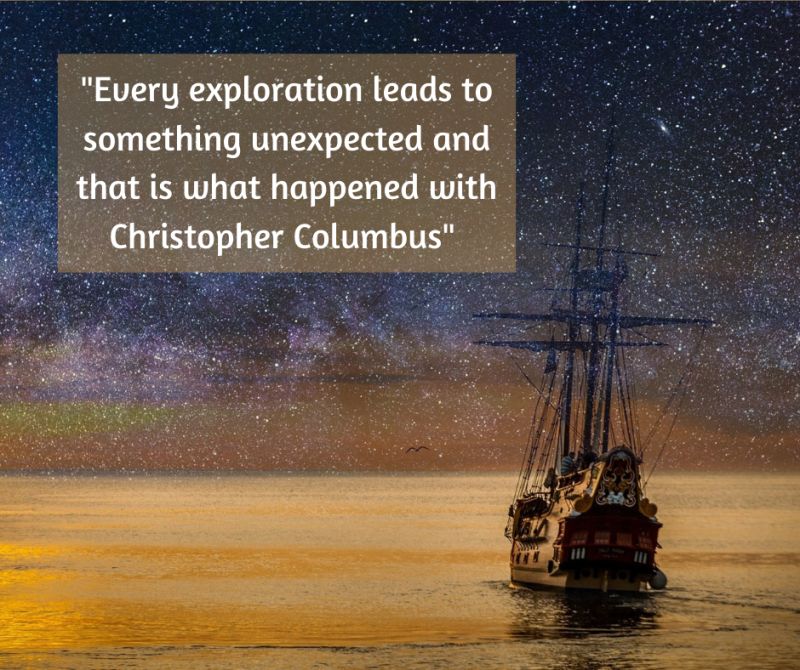 "Every exploration leads to
something unexpected and
that is what happened with
Christopher Columbus"